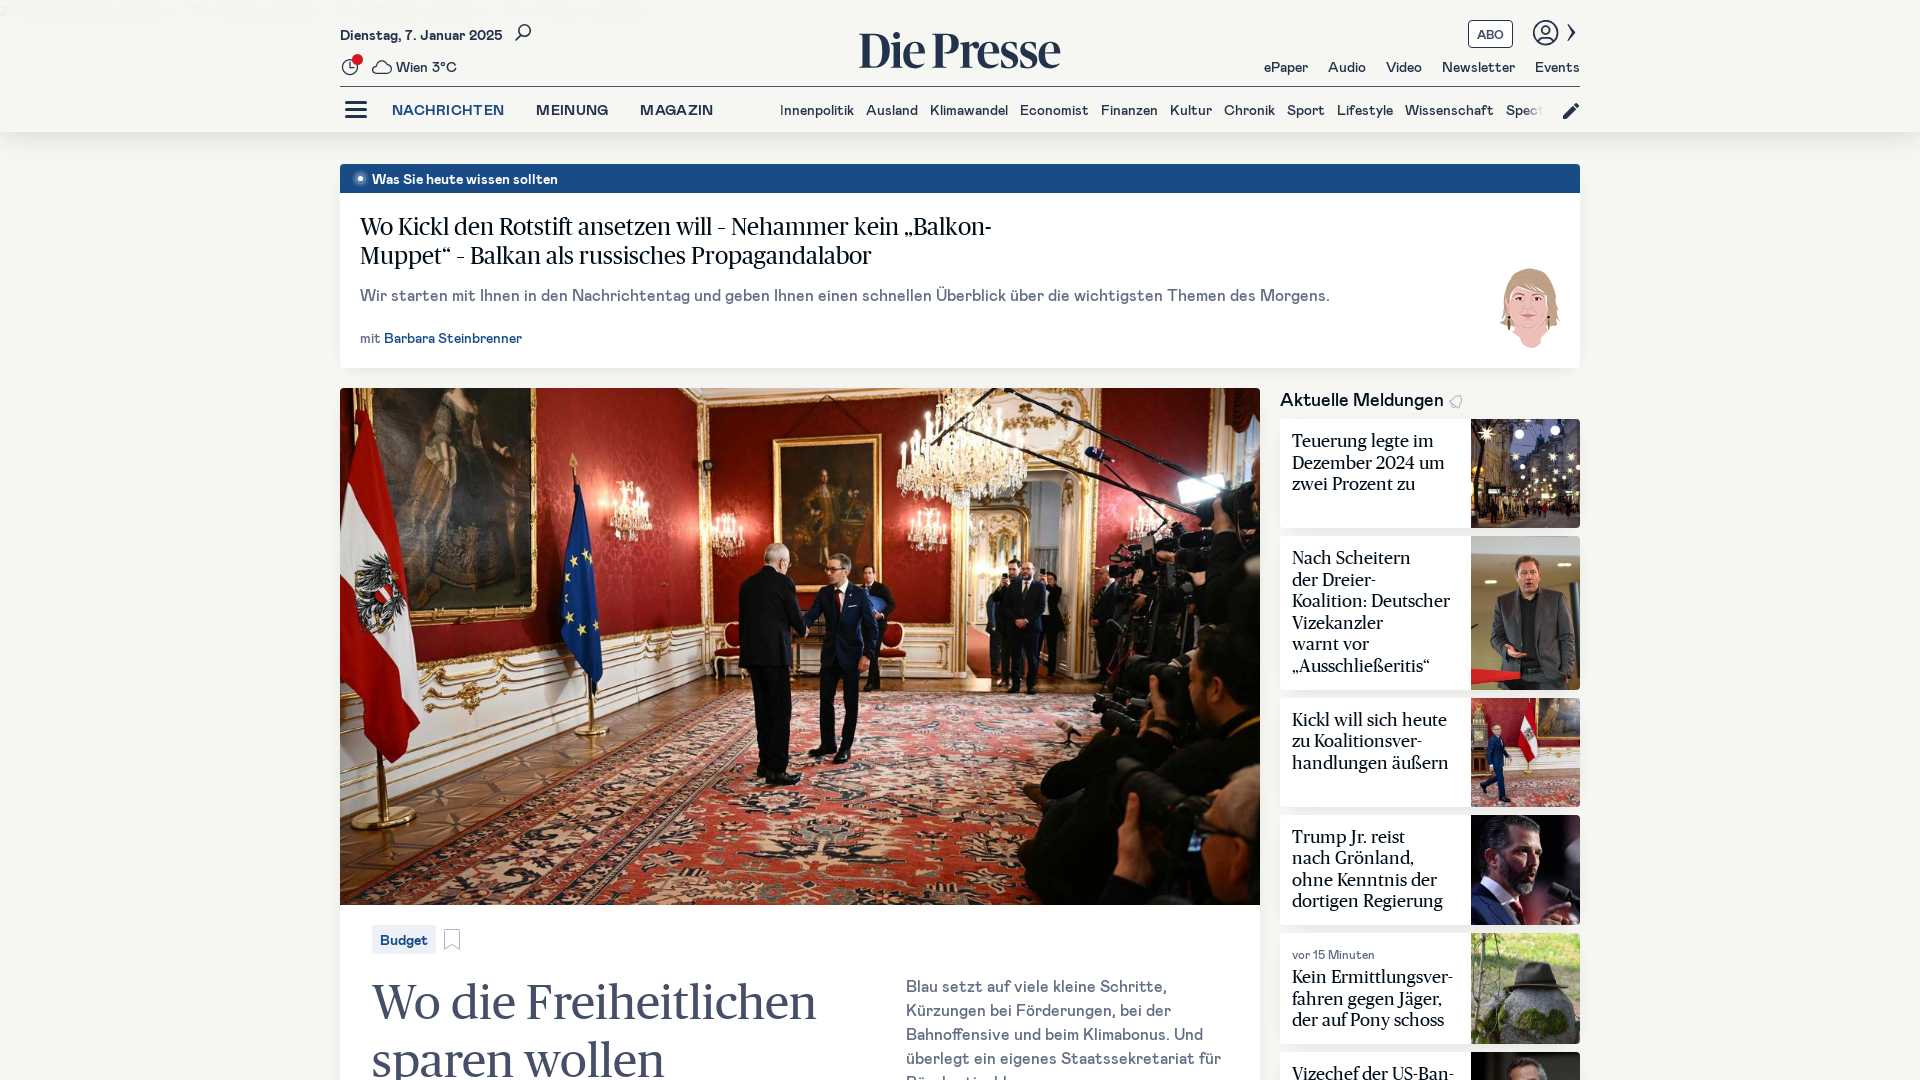 Dienstag, 7. Januar 2025
Wien 3°C
Die Presse
ABO
ePaper Audio Video Newsletter Events
NACHRICHTEN MEINUNG MAGAZIN
Innenpolitik Ausland Klimawandel Economist Finanzen Kultur Chronik Sport Lifestyle Wissenschaft
Was Sie heute wissen sollten
Wo Kickl den Rotstift ansetzen will – Nehammer kein „Balkon-
Muppet“ – Balkan als russisches Propagandalabor
Wir starten mit Ihnen in den Nachrichtentag und geben Ihnen einen schnellen Überblick über die wichtigsten Themen des Morgens.
mit Barbara Steinbrenner
Budget
Wo die Freiheitlichen
sparen wollen
Blau setzt auf viele kleine Schritte,
Kürzungen bei Förderungen, bei der
Bahnoffensive und beim Klimabonus. Und
überlegt ein eigenes Staatssekretariat für
Aktuelle Meldungen
Teuerung legte im
Dezember 2024 um
zwei Prozent zu
Nach Scheitern
der Dreier-
Koalition: Deutscher
Vizekanzler
warnt vor
„Ausschließeritis“
Kickl will sich heute
zu Koalitionsver-
handlungen äußern
Trump Jr. reist
nach Grönland,
ohne Kenntnis der
dortigen Regierung
vor 15 Minuten
Kein Ermittlungsver-
fahren gegen Jäger,
der auf Pony schoss
Vizechef der US-Ban-